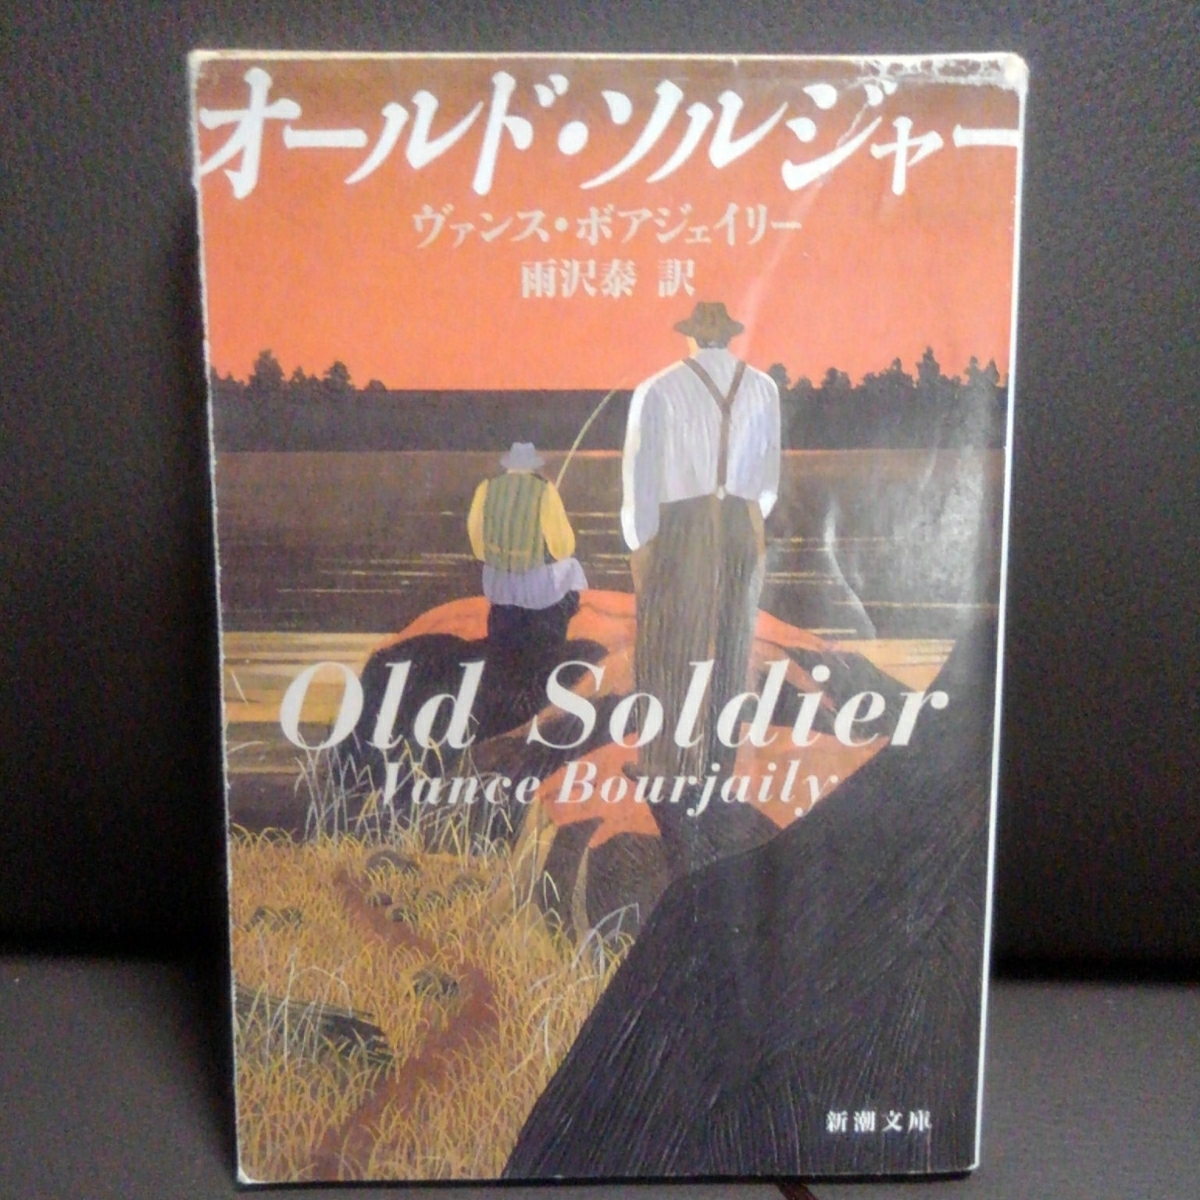 オールド・ソルジャー
ヴァンス・ボアジェイリー
雨沢泰 訳
Old Soldier
Vance Bourjaily
新潮文庫